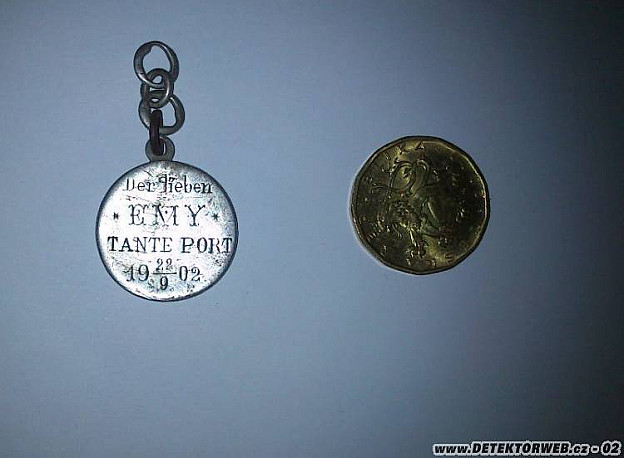 Der lieben
* EMY *
TANTE PORT
19 22/9 02
www.DETEKTORWEB.cz - 02